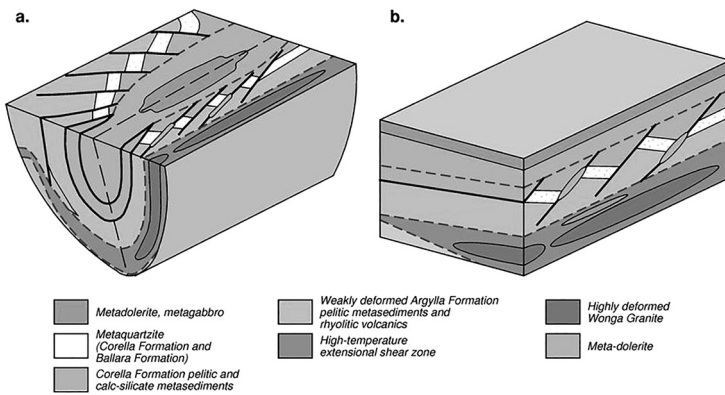 a.
b.
Metadolerite, metagabbro
Metaquartzite
(Corella Formation and
Ballara Formation)
Corella Formation pelitic and
calc-silicate metasediments
Weakly deformed Argylla Formation
pelitic metasediments and
rhyolitic volcanics
High-temperature
extensional shear zone
Highly deformed
Wonga Granite
Meta-dolerite